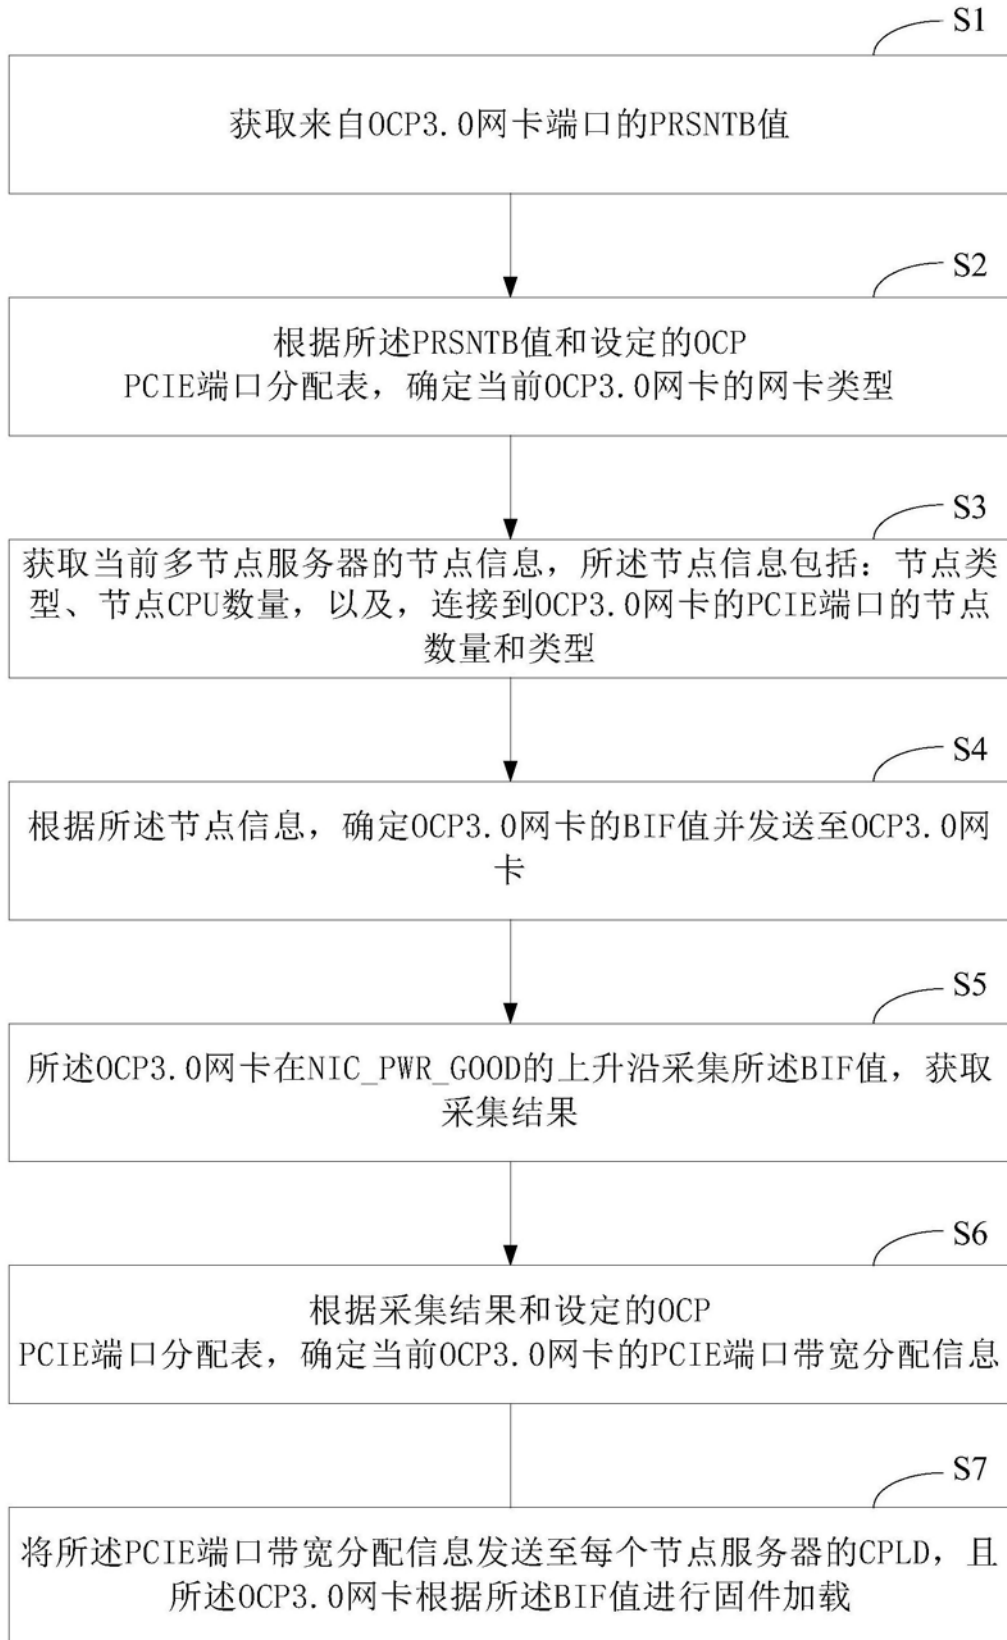 S1
获取来自OCP3.0网卡端口的PRSNTB值
S2
根据所述PRSNTB值和设定的OCP
PCIE端口分配表，确定当前OCP3.0网卡的网卡类型
S3
获取当前多节点服务器的节点信息，所述节点信息包括：节点类
型、节点CPU数量，以及，连接到OCP3.0网卡的PCIE端口的节点
数量和类型
S4
根据所述节点信息，确定OCP3.0网卡的BIF值并发送至OCP3.0网
卡
S5
所述OCP3.0网卡在NIC_PWR_GOOD的上升沿采集所述BIF值，获取
采集结果
S6
根据采集结果和设定的OCP
PCIE端口分配表，确定当前OCP3.0网卡的PCIE端口带宽分配信息
S7
将所述PCIE端口带宽分配信息发送至每个节点服务器的CPLD，且
所述OCP3.0网卡根据所述BIF值进行固件加载